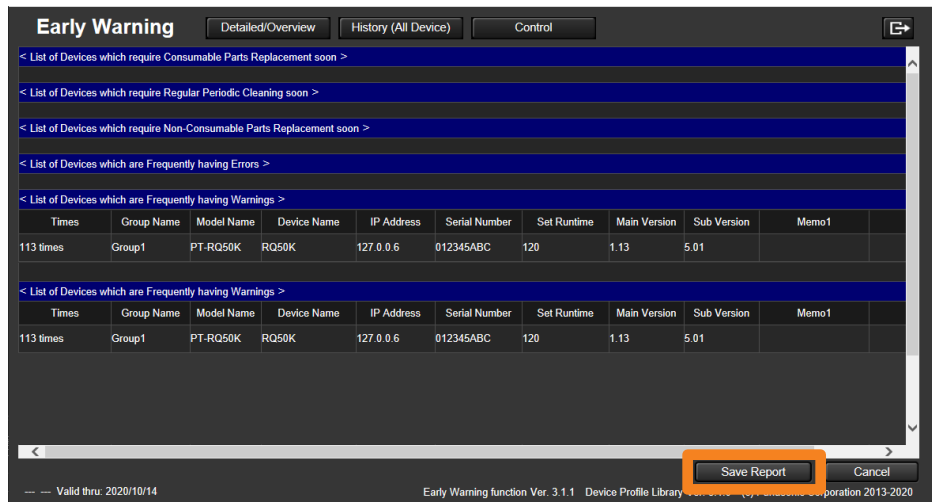 Early Warning Detailed/Overview History (All Device) Control
< List of Devices which require Consumable Parts Replacement soon >
< List of Devices which require Regular Periodic Cleaning soon >
< List of Devices which require Non-Consumable Parts Replacement soon >
< List of Devices which are Frequently having Errors >
< List of Devices which are Frequently having Warnings >
Times Group Name Model Name Device Name IP Address Serial Number Set Runtime Main Version Sub Version Memo1
113 times Group1 PT-RQ50K RQ50K 127.0.0.6 012345ABC 120 1.13 5.01
< List of Devices which are Frequently having Warnings >
Times Group Name Model Name Device Name IP Address Serial Number Set Runtime Main Version Sub Version Memo1
113 times Group1 PT-RQ50K RQ50K 127.0.0.6 012345ABC 120 1.13 5.01
Save Report Cancel
--- --- Valid thru: 2020/10/14 Early Warning function Ver. 3.1.1 Device Profile Library 2013-2020